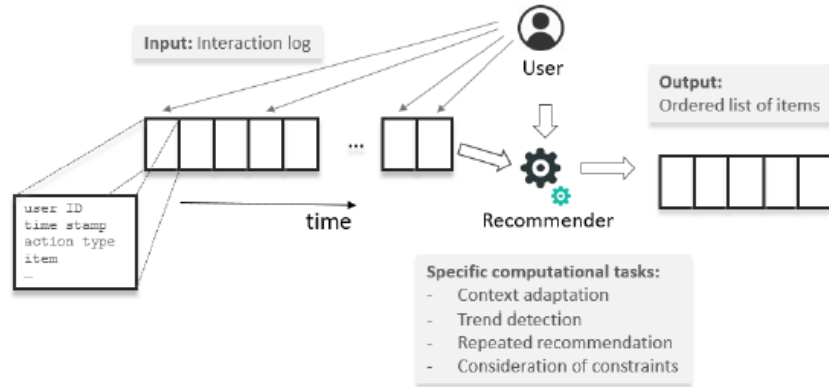 Input: Interaction log
User
Output:
Ordered list of items
...
user ID
time stamp
action type
item
…
time
Recommender
Specific computational tasks:
- Context adaptation
- Trend detection
- Repeated recommendation
- Consideration of constraints